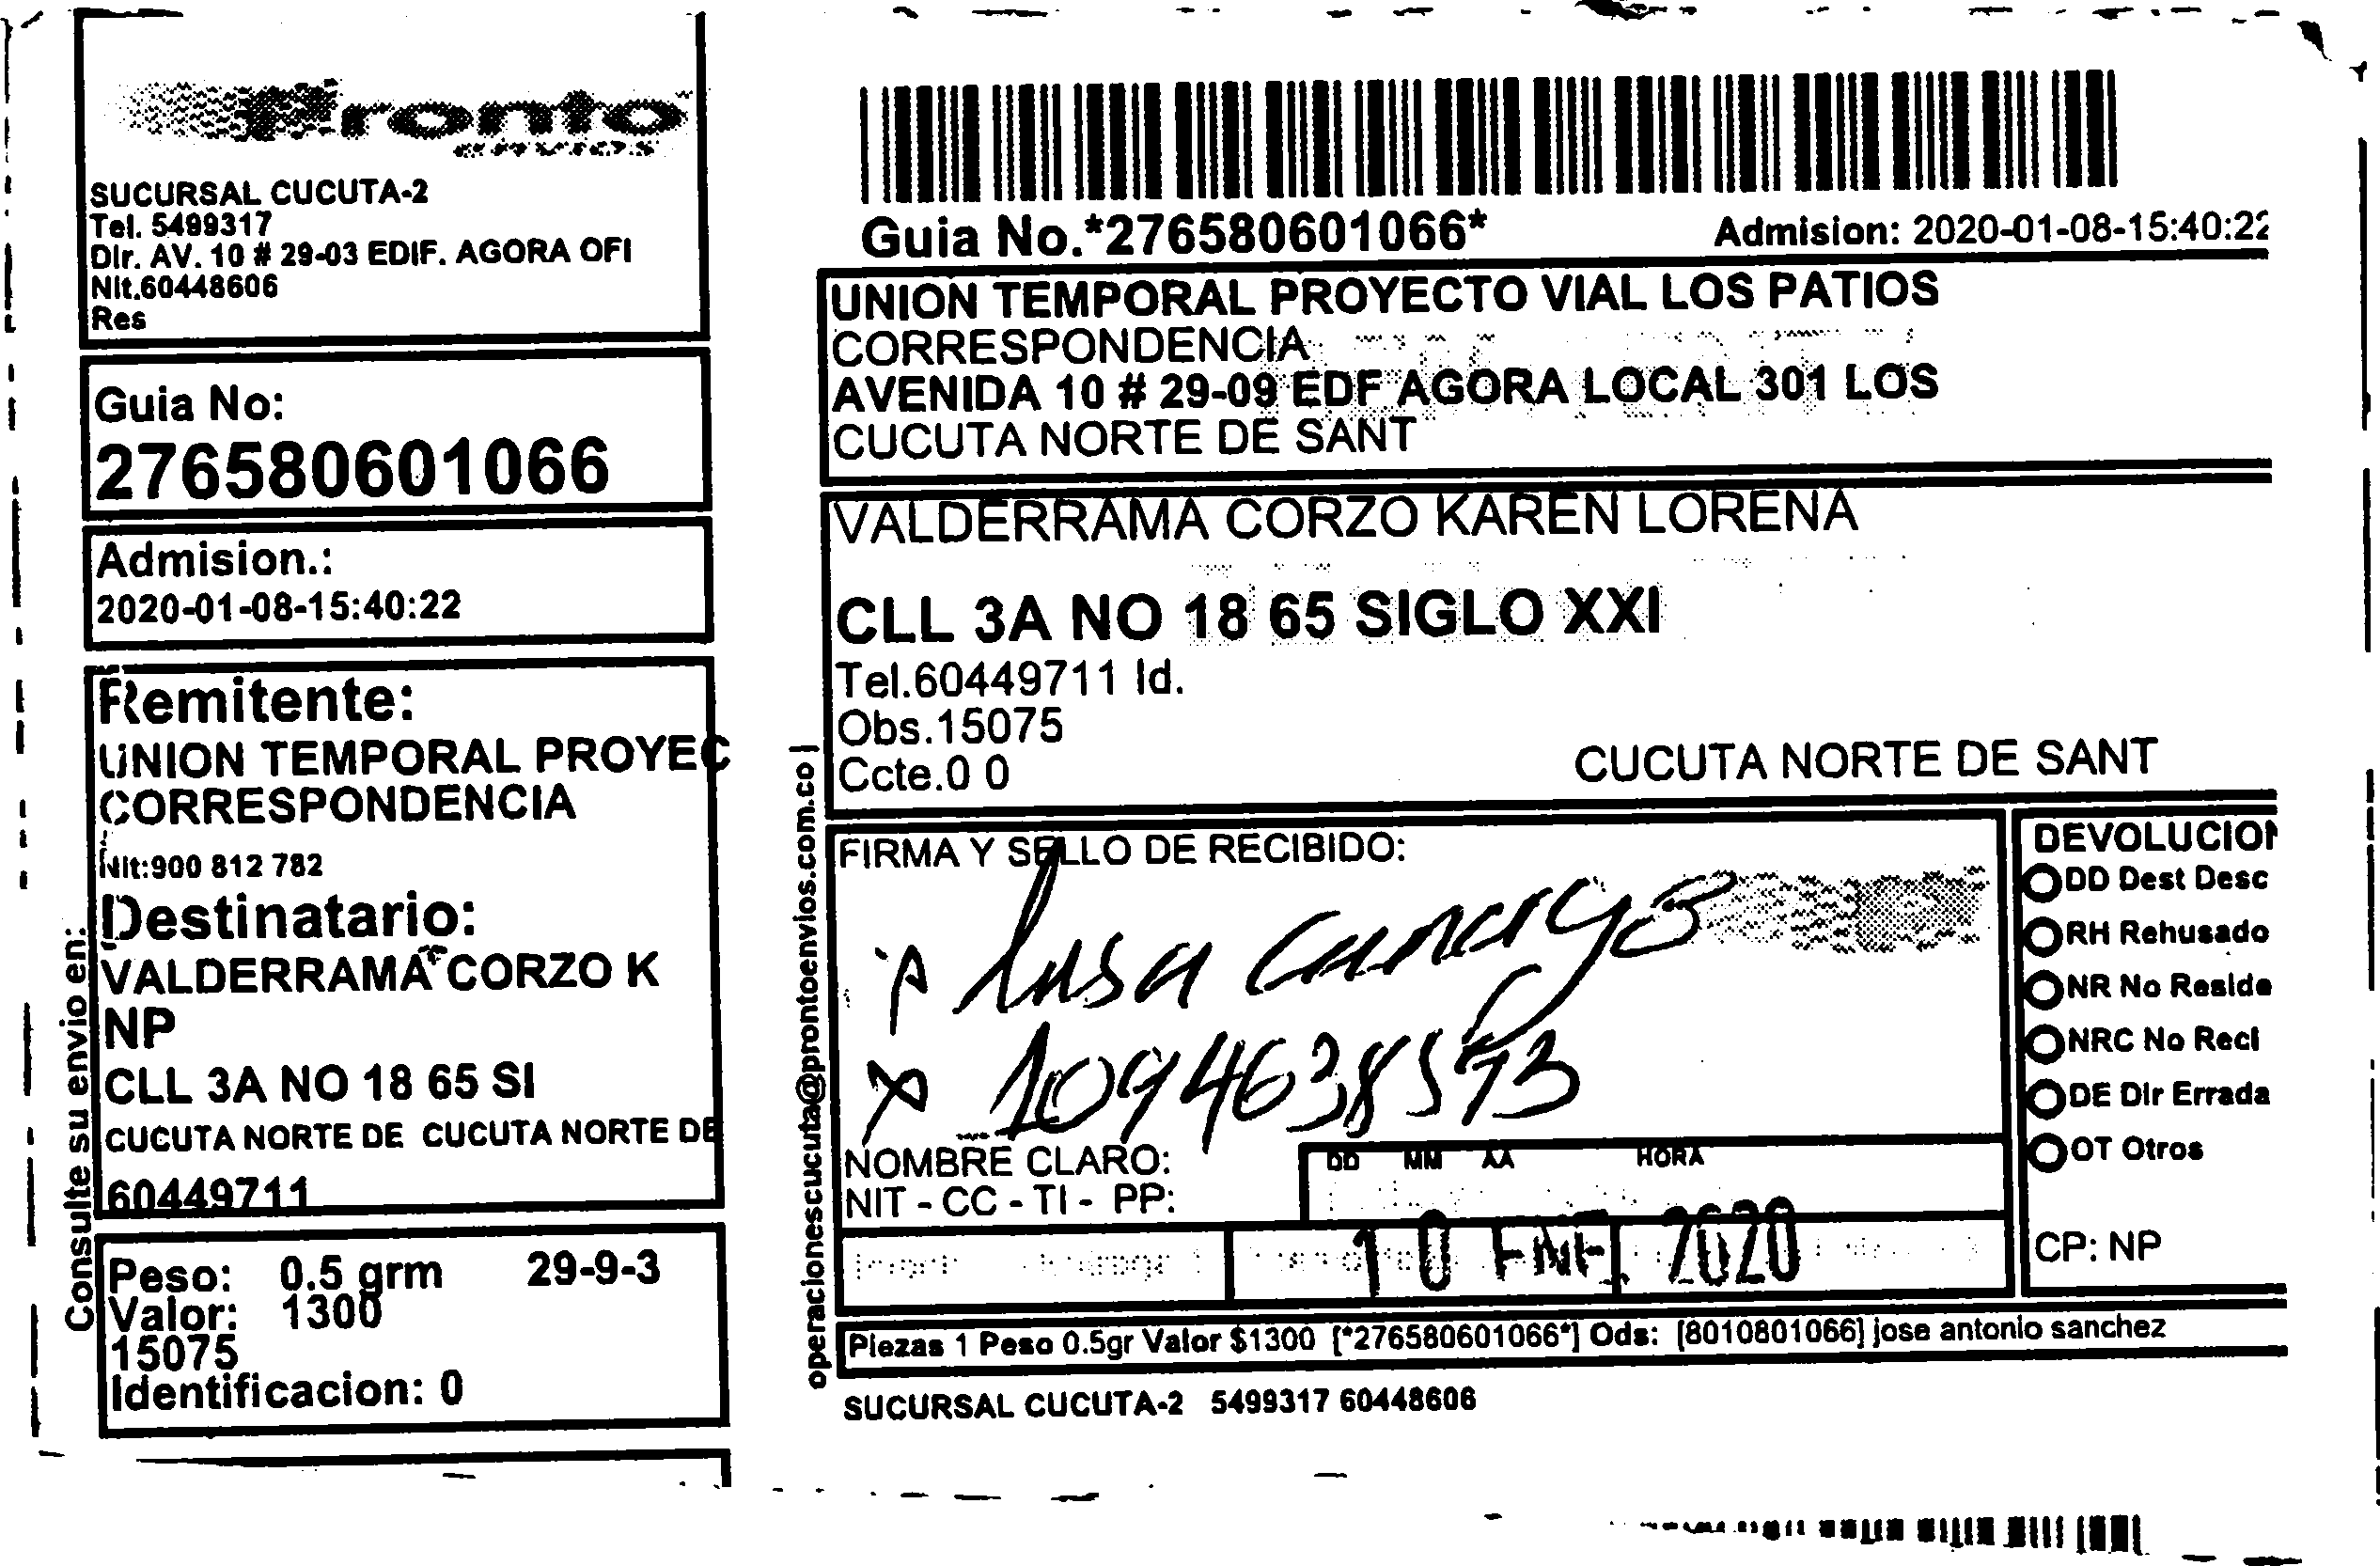 Pronto
envios
SUCURSAL CUCUTA-2
Tel. 5499317
Dir. AV. 10 # 29-03 EDIF. AGORA OFI
Nit.60448606
Res
Guia No:
276580601066
Admision.:
2020-01-08-15:40:22
Remitente:
UNION TEMPORAL PROYEC
CORRESPONDENCIA
Nit:900 812 782
Destinatario:
VALDERRAMA CORZO K
NP
CLL 3A NO 18 65 SI
CUCUTA NORTE DE CUCUTA NORTE DE
60449711
Peso: 0.5 grm 29-9-3
Valor: 1300
15075
Identificacion: 0
Consulte su envio en:
operacionescucuta@prontoenvios.com.co |
Guia No.*276580601066*
Admision: 2020-01-08-15:40:22
UNION TEMPORAL PROYECTO VIAL LOS PATIOS
CORRESPONDENCIA
AVENIDA 10 # 29-09 EDF AGORA LOCAL 301 LOS
CUCUTA NORTE DE SANT
VALDERRAMA CORZO KAREN LORENA
CLL 3A NO 18 65 SIGLO XXI
Tel.60449711 Id.
Obs.15075
Ccte.0 0
CUCUTA NORTE DE SANT
FIRMA Y SELLO DE RECIBIDO:
luisa Camargo
1094638573
NOMBRE CLARO:
NIT - CC - TI - PP:
DD MM AA HORA
10 ENE. 2020
DEVOLUCION
DD Dest Desc
RH Rehusado
NR No Reside
NRC No Recl
DE Dir Errada
OT Otros
CP: NP
Piezas 1 Peso 0.5gr Valor $1300 [*276580601066*] Ods: [8010801066] jose antonio sanchez
SUCURSAL CUCUTA-2 5499317 60448606